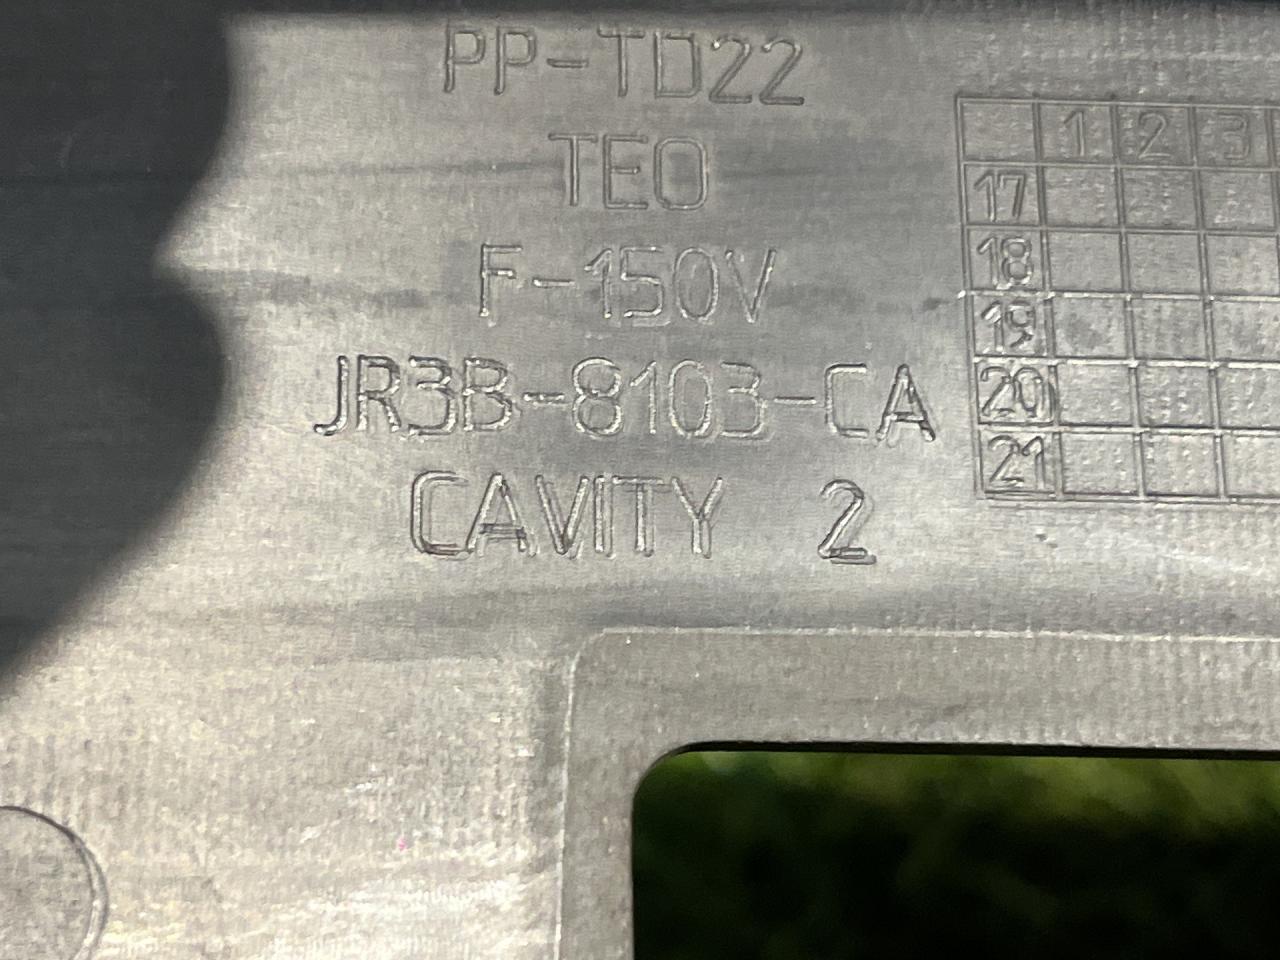 PP-TD22
TEO
F-150V
JR3B-8103-CA
CAVITY 2
1 2 3
17
18
19
20
21